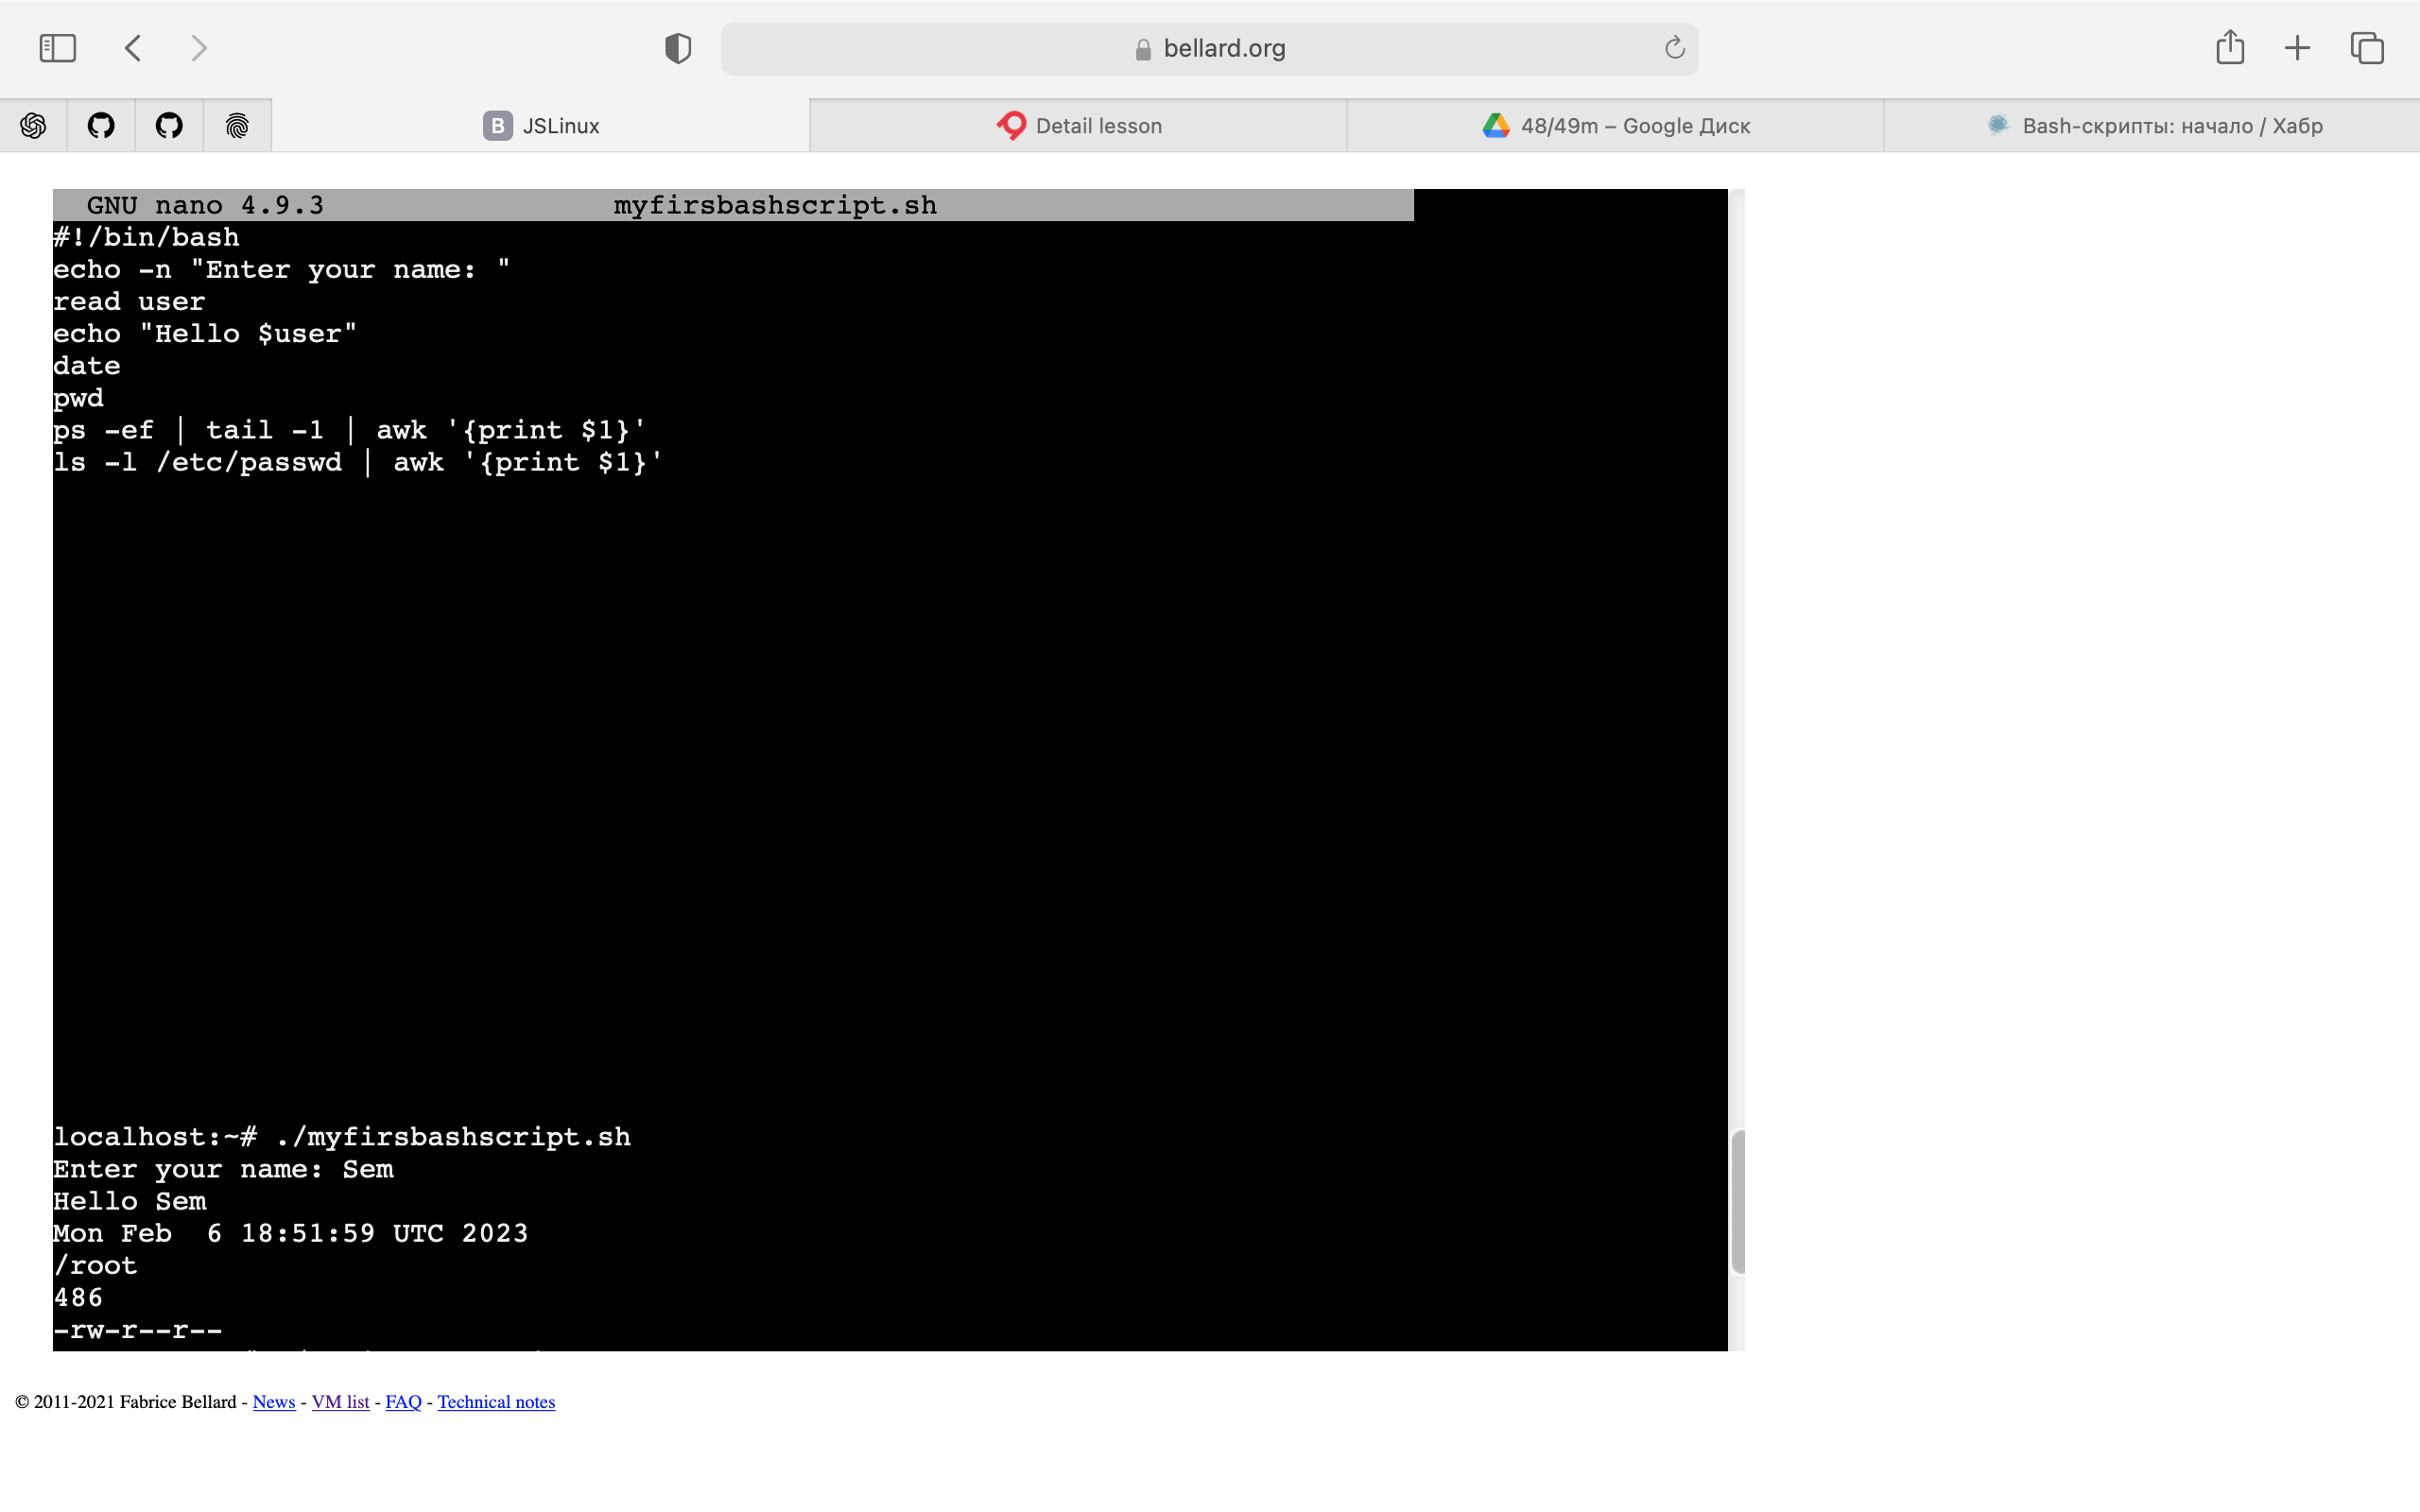 bellard.org
B JSLinux
Detail lesson
48/49m – Google Диск
Bash-скрипты: начало / Хабр
GNU nano 4.9.3 myfirsbashscript.sh
#!/bin/bash
echo -n "Enter your name: "
read user
echo "Hello $user"
date
pwd
ps -ef | tail -1 | awk '{print $1}'
ls -l /etc/passwd | awk '{print $1}'
localhost:~# ./myfirsbashscript.sh
Enter your name: Sem
Hello Sem
Mon Feb  6 18:51:59 UTC 2023
/root
486
-rw-r--r--
© 2011-2021 Fabrice Bellard - News - VM list - FAQ - Technical notes